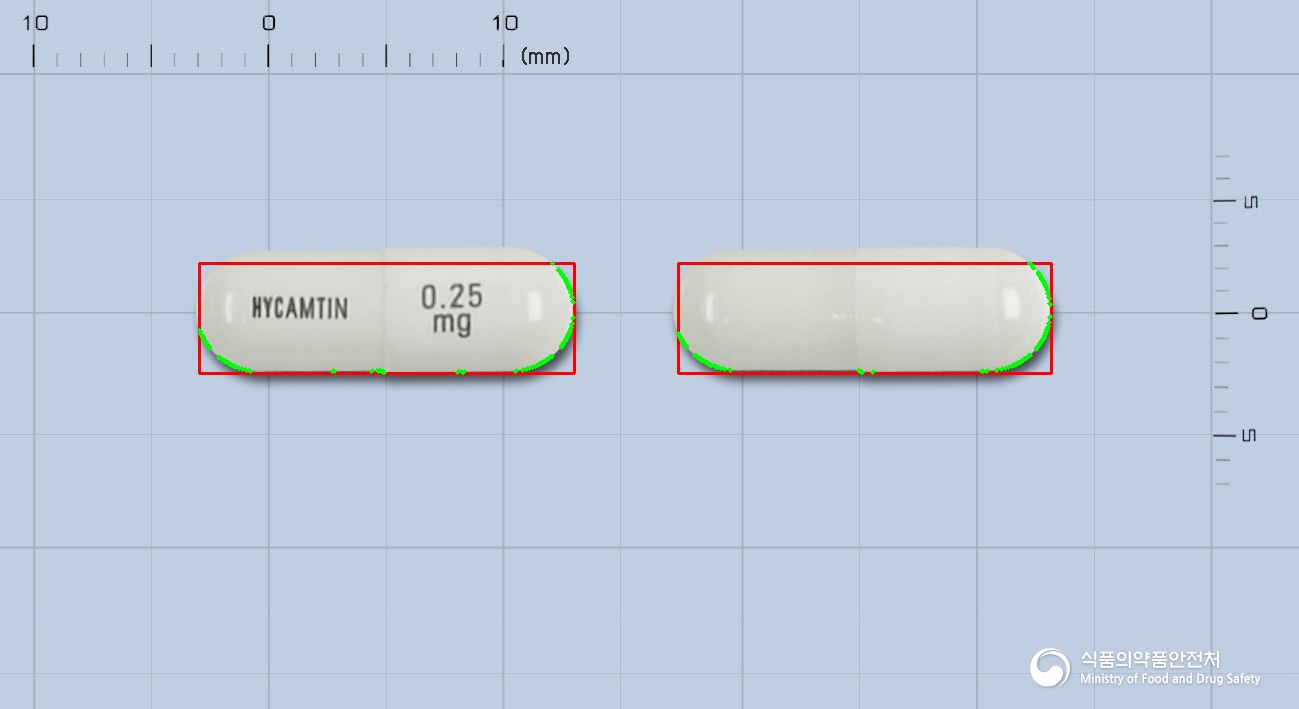 10 0 10
(mm)
5
HYCAMTIN
0.25
mg
0
5
식품의약품안전처
Ministry of Food and Drug Safety